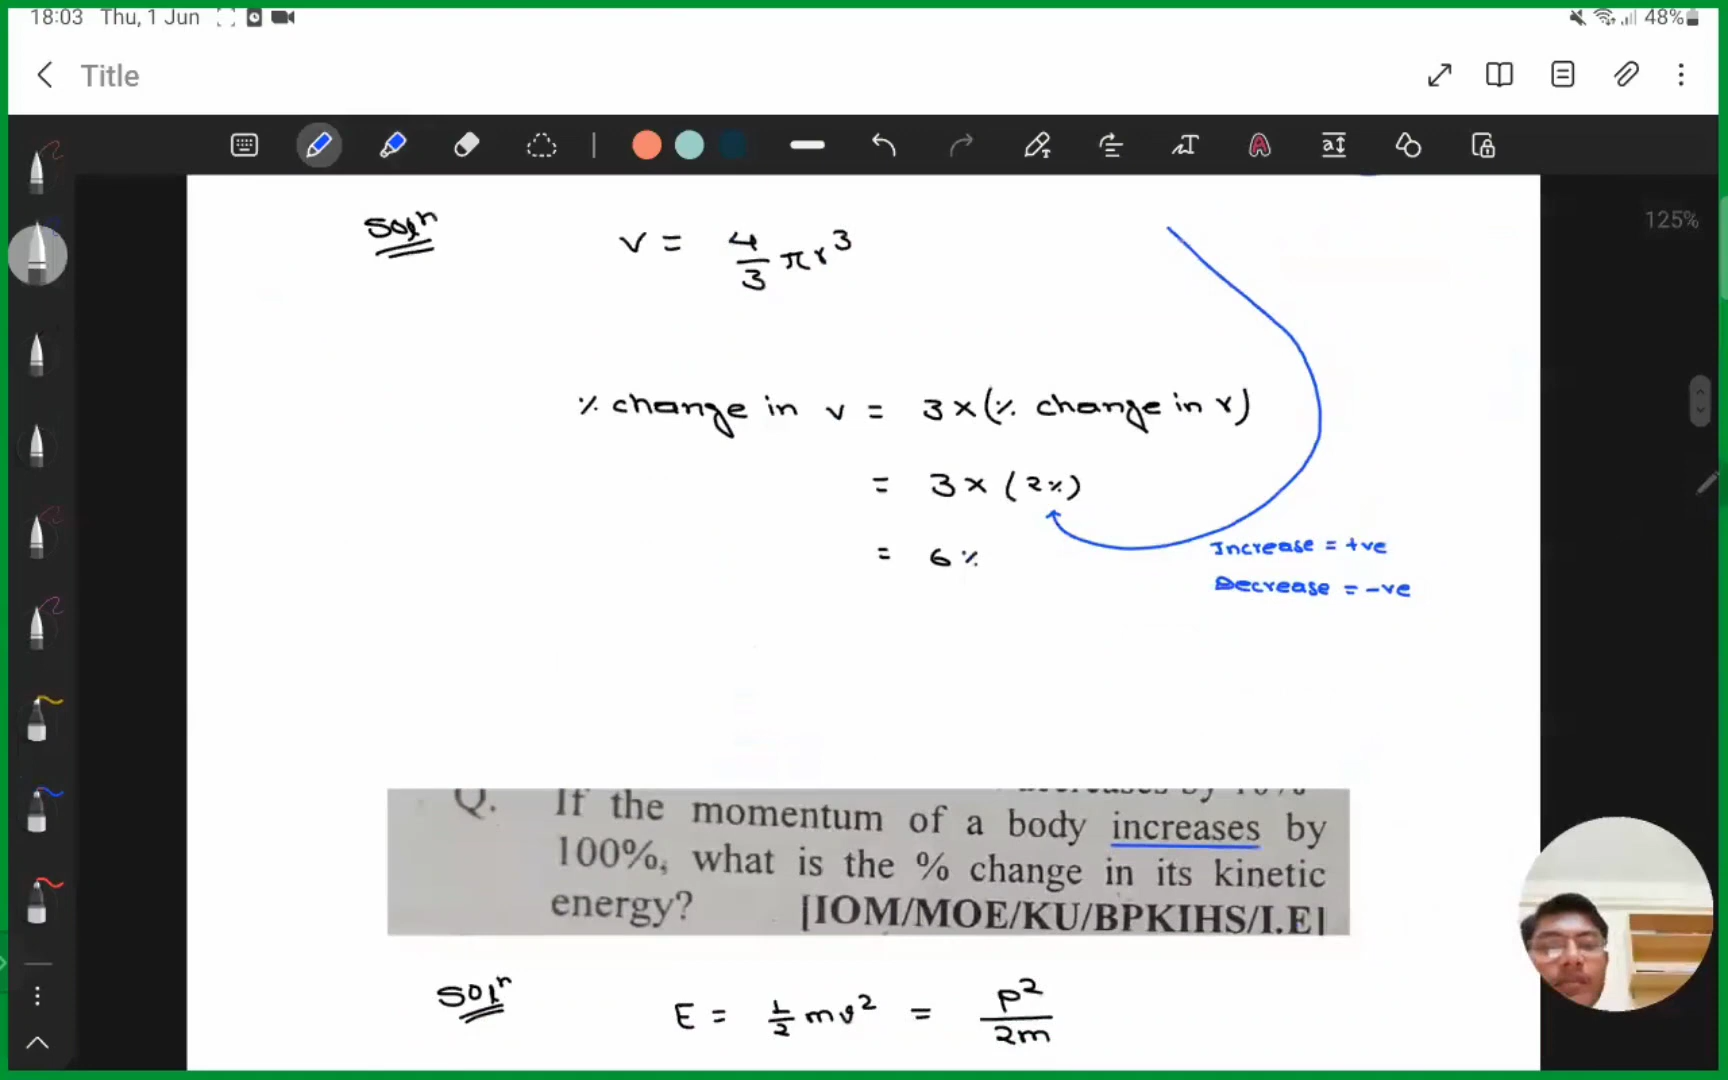 18:03 Thu, 1 Jun
48%
Title
125%
Solⁿ
v = 4/3 πr³
% change in v = 3 × (% change in r)
= 3 × (2%)
= 6%
Increase = +ve
Decrease = -ve
Q. If the momentum of a body increases by
100%, what is the % change in its kinetic
energy? [IOM/MOE/KU/BPKIHS/I.E]
Solⁿ
E = 1/2 mv² = p²/2m